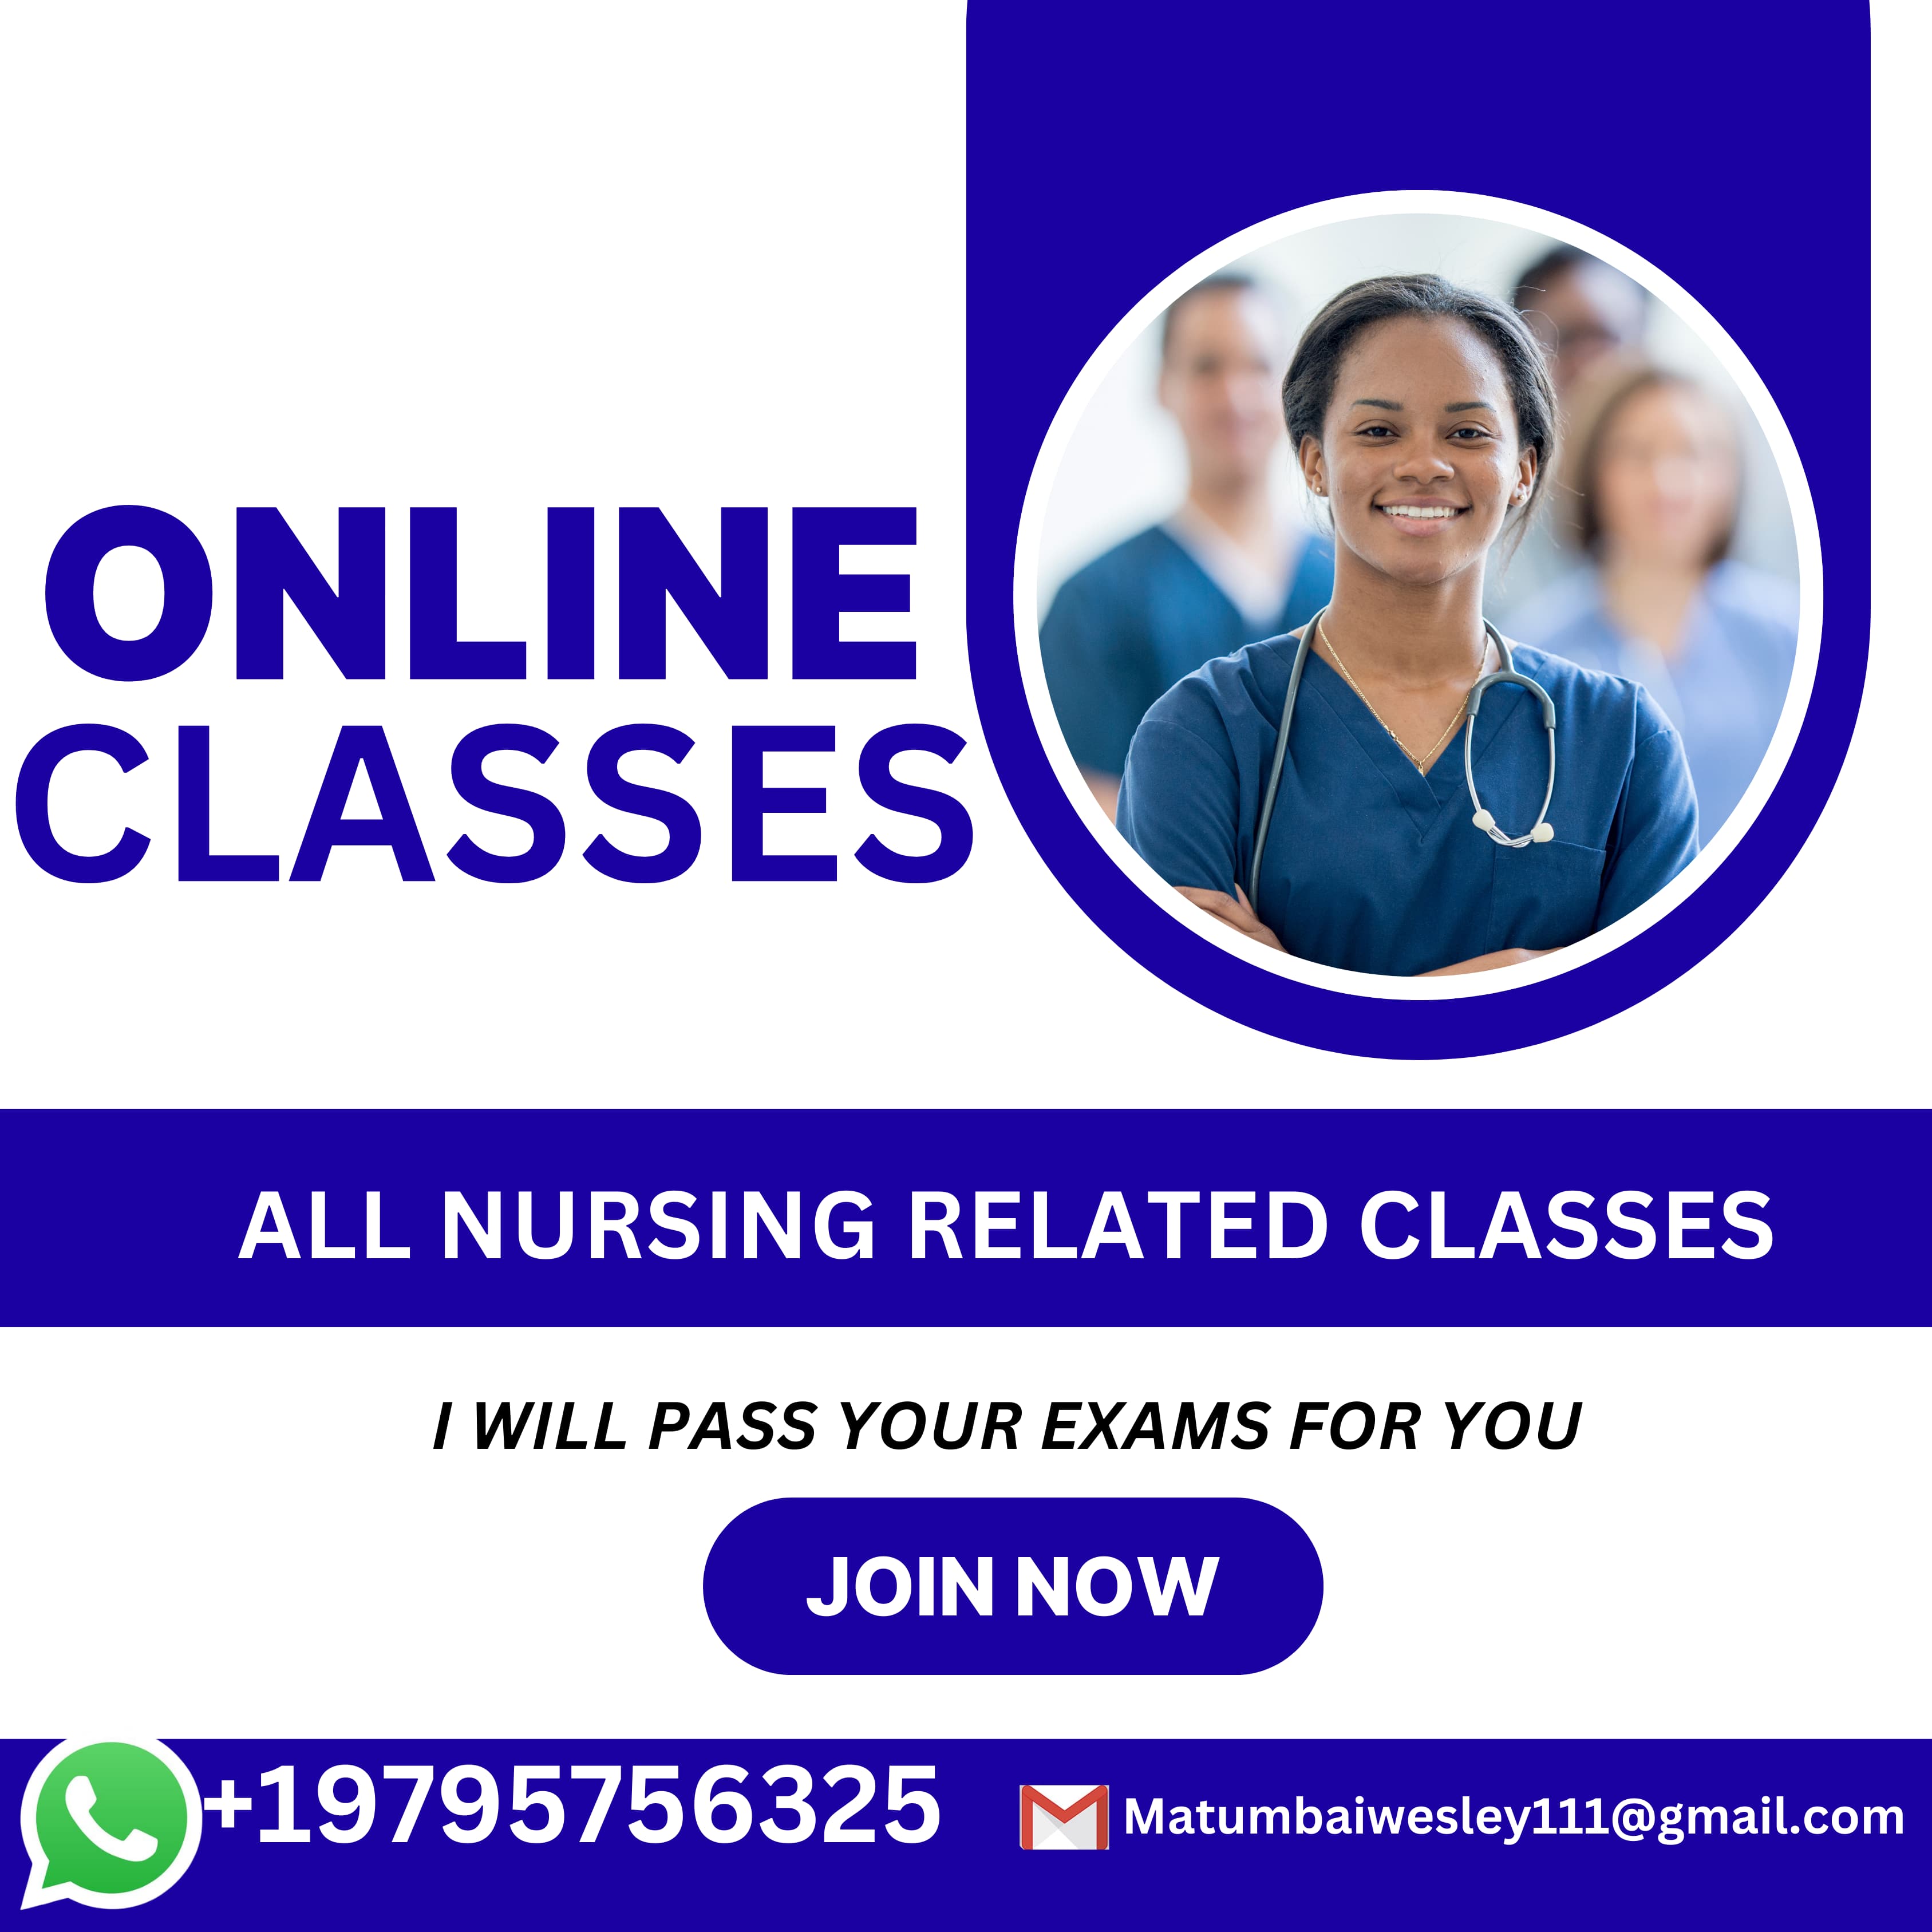 ONLINE
CLASSES
ALL NURSING RELATED CLASSES
I WILL PASS YOUR EXAMS FOR YOU
JOIN NOW
+19795756325
Matumbaiwesley111@gmail.com